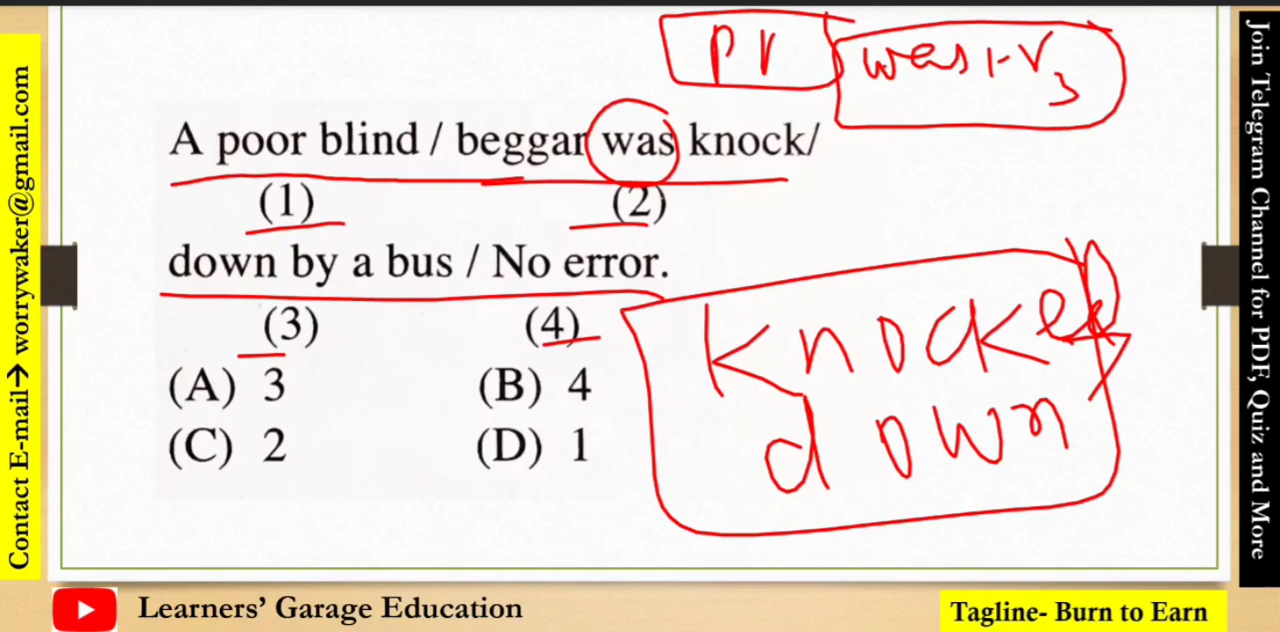 Contact E-mail→ worrywaker@gmail.com
Join Telegram Channel for PDF, Quiz and More
pr
was+V3
A poor blind / beggar was knock/
(1) (2)
down by a bus / No error.
(3) (4)
(A) 3 (B) 4
(C) 2 (D) 1
Knocked
down
Learners’ Garage Education
Tagline- Burn to Earn